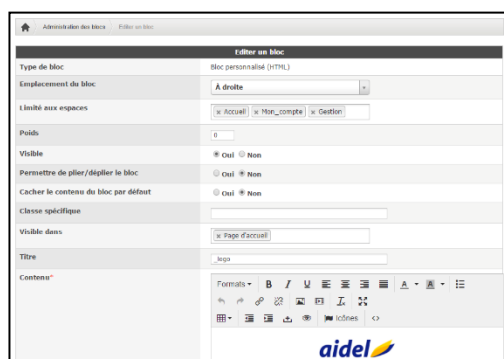 Administration des blocs Editer un bloc
Editer un bloc
Type de bloc Bloc personnalisé (HTML)
Emplacement du bloc À droite
Limité aux espaces × Accueil × Mon_compte × Gestion
Poids 0
Visible Oui Non
Permettre de plier/déplier le bloc Oui Non
Cacher le contenu du bloc par défaut Oui Non
Classe spécifique
Visible dans × Page d'accueil
Titre _logo
Contenu*
Formats B I U A A
Icônes <>
aidel